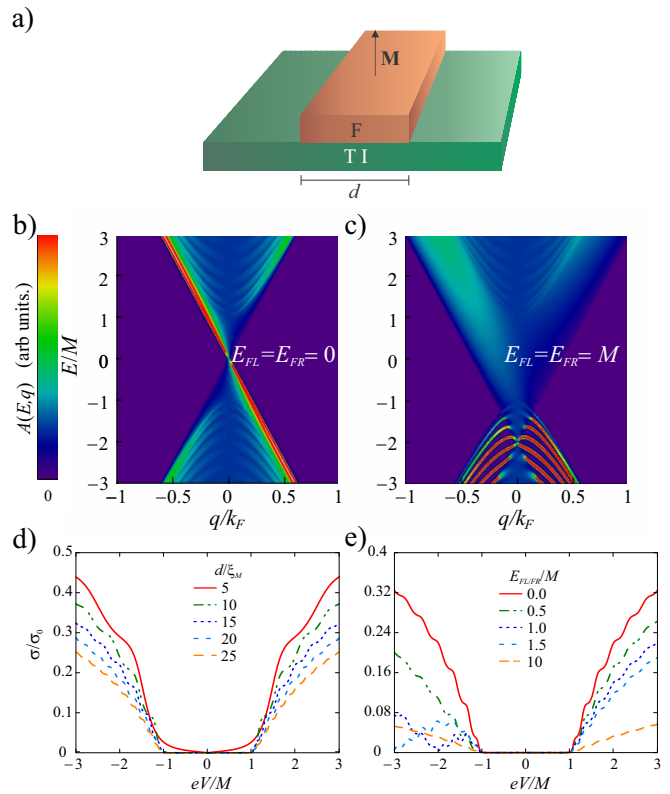 a)
M
F
T I
d
b)
c)
A(E,q) (arb units.)
0
E/M
3
2
1
0
−1
−2
−3
E_FL=E_FR= 0
−1 −0.5 0 0.5 1
q/k_F
3
2
1
0
−1
−2
−3
E_FL=E_FR= M
−1 −0.5 0 0.5 1
q/k_F
d)
σ/σ₀
0.5
0.4
0.3
0.2
0.1
0
d/ξ_M
5
10
15
20
25
−3 −2 −1 0 1 2 3
eV/M
e)
0.4
0.32
0.24
0.16
0.08
0
E_FL/FR/M
0.0
0.5
1.0
1.5
10
−3 −2 −1 0 1 2 3
eV/M